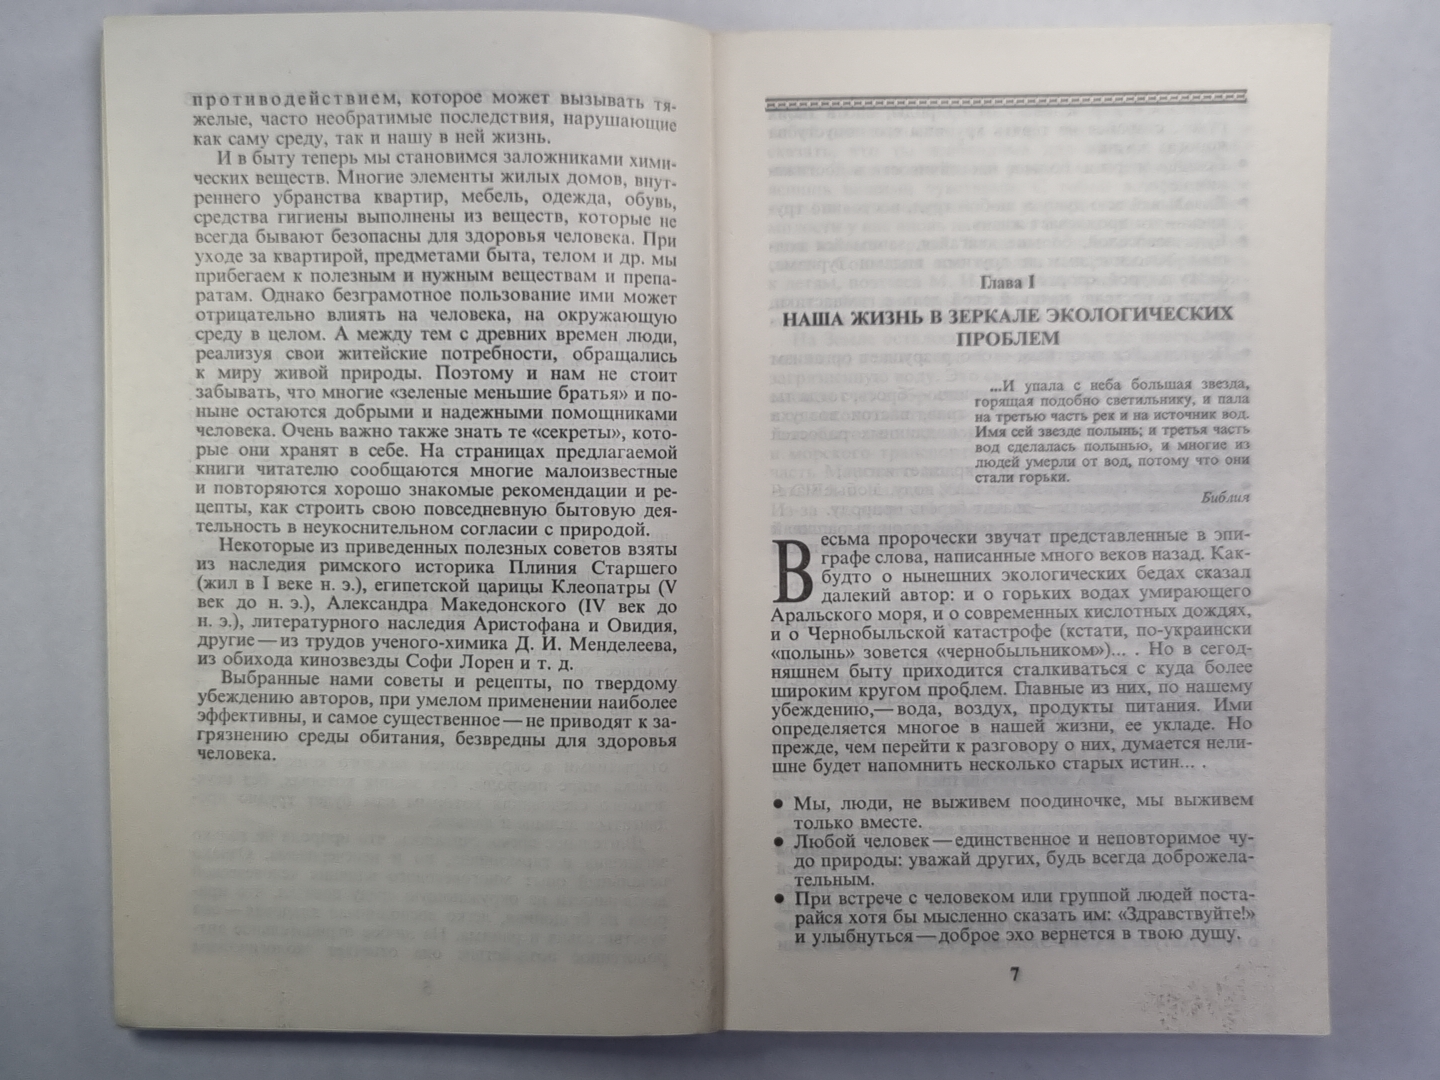 противодействием, которое может вызывать тя-
желые, часто необратимые последствия, нарушающие
как саму среду, так и нашу в ней жизнь.
И в быту теперь мы становимся заложниками хими-
ческих веществ. Многие элементы жилых домов, внут-
реннего убранства квартир, мебель, одежда, обувь,
средства гигиены выполнены из веществ, которые не
всегда бывают безопасны для здоровья человека. При
уходе за квартирой, предметами быта, телом и др. мы
прибегаем к полезным и нужным веществам и препа-
ратам. Однако безграмотное пользование ими может
отрицательно влиять на человека, на окружающую
среду в целом. А между тем с древних времен люди,
реализуя свои житейские потребности, обращались
к миру живой природы. Поэтому и нам не стоит
забывать, что многие «зеленые меньшие братья» и по-
ныне остаются добрыми и надежными помощниками
человека. Очень важно также знать те «секреты», кото-
рые они хранят в себе. На страницах предлагаемой
книги читателю сообщаются многие малоизвестные
и повторяются хорошо знакомые рекомендации и ре-
цепты, как строить свою повседневную бытовую дея-
тельность в неукоснительном согласии с природой.
Некоторые из приведенных полезных советов взяты
из наследия римского историка Плиния Старшего
(жил в I веке н. э.), египетской царицы Клеопатры (V
век до н. э.), Александра Македонского (IV век до
н. э.), литературного наследия Аристофана и Овидия,
другие — из трудов ученого-химика Д. И. Менделеева,
из обихода кинозвезды Софи Лорен и т. д.
Выбранные нами советы и рецепты, по твердому
убеждению авторов, при умелом применении наиболее
эффективны, и самое существенное — не приводят к за-
грязнению среды обитания, безвредны для здоровья
человека.
Глава I
НАША ЖИЗНЬ В ЗЕРКАЛЕ ЭКОЛОГИЧЕСКИХ
ПРОБЛЕМ
...И упала с неба большая звезда,
горящая подобно светильнику, и пала
на третью часть рек и на источник вод.
Имя сей звезде полынь; и третья часть
вод сделалась полынью, и многие из
людей умерли от вод, потому что они
стали горьки.
Библия
Весьма пророчески звучат представленные в эпи-
графе слова, написанные много веков назад. Как-
будто о нынешних экологических бедах сказал
далекий автор: и о горьких водах умирающего
Аральского моря, и о современных кислотных дождях,
и о Чернобыльской катастрофе (кстати, по-украински
«полынь» зовется «чернобыльником»)... . Но в сегод-
няшнем быту приходится сталкиваться с куда более
широким кругом проблем. Главные из них, по нашему
убеждению,— вода, воздух, продукты питания. Ими
определяется многое в нашей жизни, ее укладе. Но
прежде, чем перейти к разговору о них, думается нели-
шне будет напомнить несколько старых истин... .
● Мы, люди, не выживем поодиночке, мы выживем
только вместе.
● Любой человек — единственное и неповторимое чу-
до природы: уважай других, будь всегда доброжела-
тельным.
● При встрече с человеком или группой людей поста-
райся хотя бы мысленно сказать им: «Здравствуйте!»
и улыбнуться — доброе эхо вернется в твою душу.
7